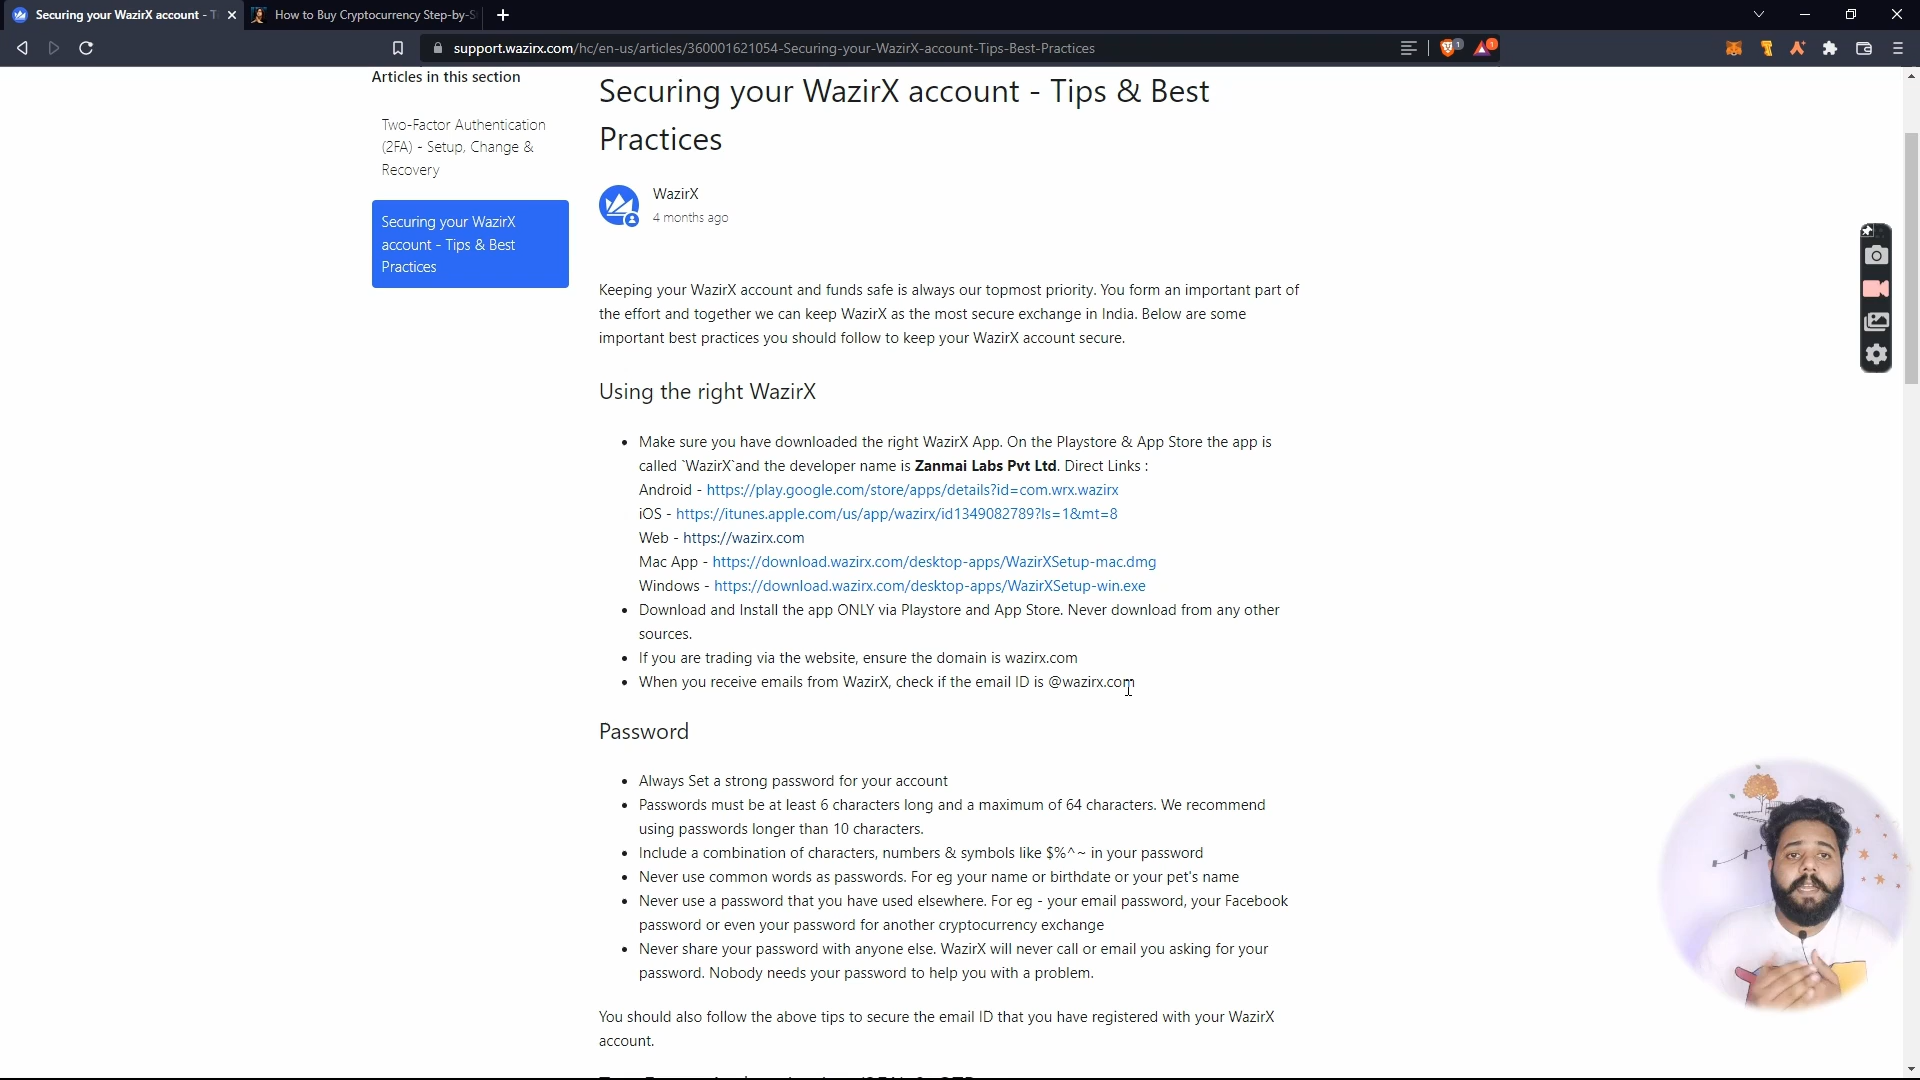 Securing your WazirX account - T
How to Buy Cryptocurrency Step-by-S
support.wazirx.com/hc/en-us/articles/360001621054-Securing-your-WazirX-account-Tips-Best-Practices
1
1
Articles in this section
Two-Factor Authentication
(2FA) - Setup, Change &
Recovery
Securing your WazirX
account - Tips & Best
Practices
Securing your WazirX account - Tips & Best
Practices
WazirX
4 months ago
Keeping your WazirX account and funds safe is always our topmost priority. You form an important part of
the effort and together we can keep WazirX as the most secure exchange in India. Below are some
important best practices you should follow to keep your WazirX account secure.
Using the right WazirX
• Make sure you have downloaded the right WazirX App. On the Playstore & App Store the app is
called `WazirX`and the developer name is Zanmai Labs Pvt Ltd. Direct Links :
Android - https://play.google.com/store/apps/details?id=com.wrx.wazirx
iOS - https://itunes.apple.com/us/app/wazirx/id1349082789?ls=1&mt=8
Web - https://wazirx.com
Mac App - https://download.wazirx.com/desktop-apps/WazirXSetup-mac.dmg
Windows - https://download.wazirx.com/desktop-apps/WazirXSetup-win.exe
• Download and Install the app ONLY via Playstore and App Store. Never download from any other
sources.
• If you are trading via the website, ensure the domain is wazirx.com
• When you receive emails from WazirX, check if the email ID is @wazirx.com
Password
• Always Set a strong password for your account
• Passwords must be at least 6 characters long and a maximum of 64 characters. We recommend
using passwords longer than 10 characters.
• Include a combination of characters, numbers & symbols like $%^~ in your password
• Never use common words as passwords. For eg your name or birthdate or your pet's name
• Never use a password that you have used elsewhere. For eg - your email password, your Facebook
password or even your password for another cryptocurrency exchange
• Never share your password with anyone else. WazirX will never call or email you asking for your
password. Nobody needs your password to help you with a problem.
You should also follow the above tips to secure the email ID that you have registered with your WazirX
account.